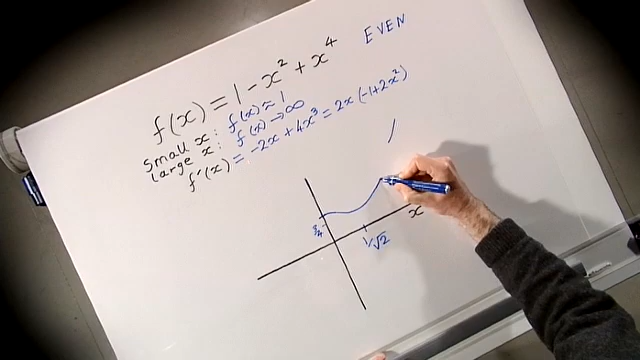 f(x) = 1 - x² + x⁴ EVEN
small x: f(x) ≈ 1
large x: f(x) → ∞
f'(x) = -2x + 4x³ = 2x(-1+2x²)
3/4
1/√2
x